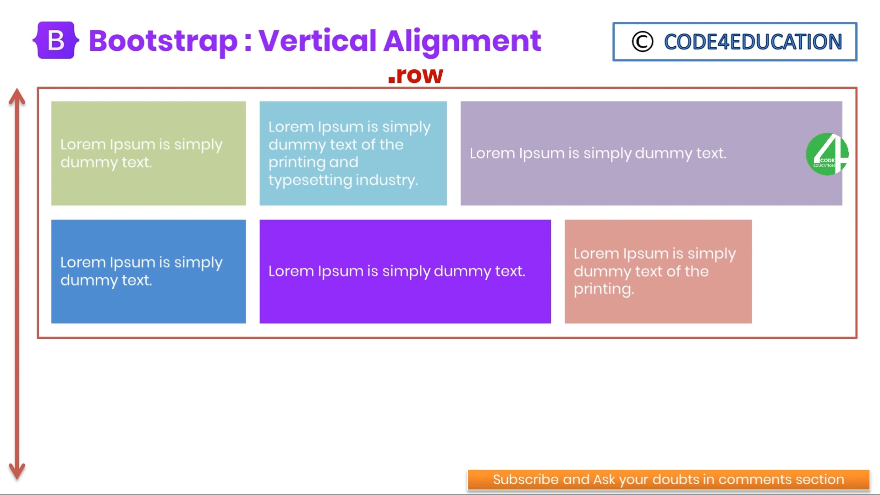 B Bootstrap : Vertical Alignment
© CODE4EDUCATION
.row
Lorem Ipsum is simply
dummy text.
Lorem Ipsum is simply
dummy text of the
printing and
typesetting industry.
Lorem Ipsum is simply dummy text.
4
CODE
Lorem Ipsum is simply
dummy text.
Lorem Ipsum is simply dummy text.
Lorem Ipsum is simply
dummy text of the
printing.
Subscribe and Ask your doubts in comments section